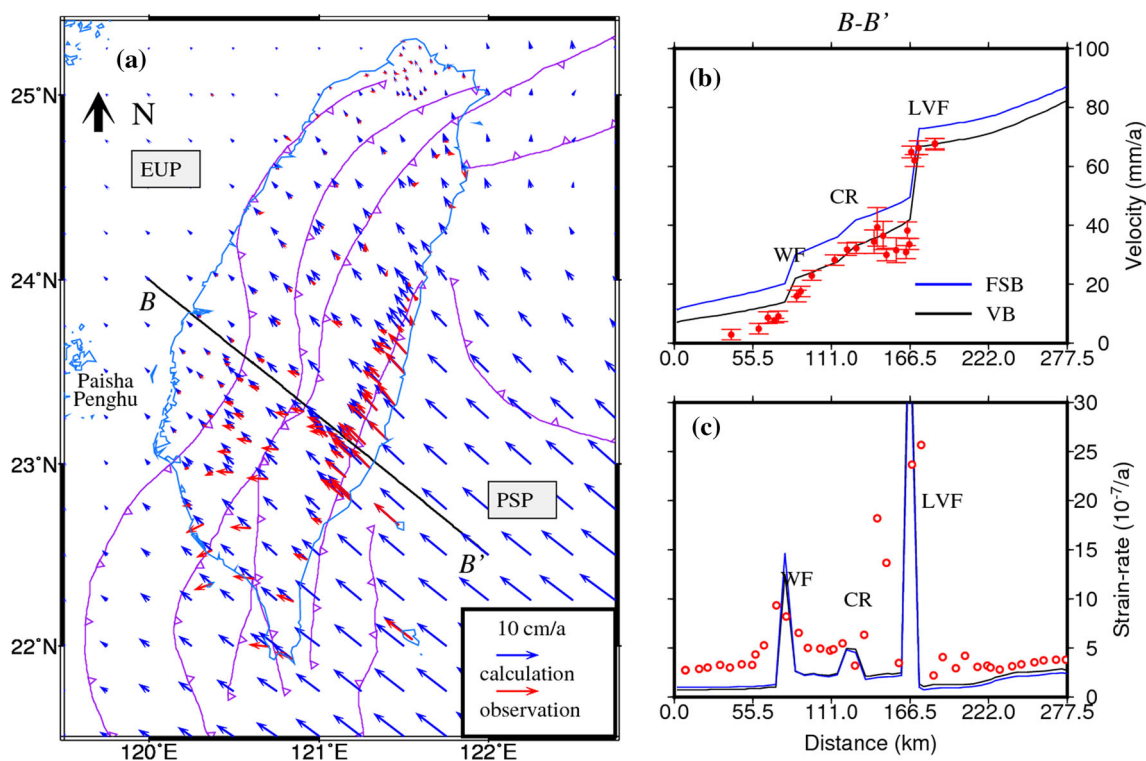 (a)
N
EUP
B
Paisha
Penghu
PSP
B'
10 cm/a
calculation
observation
25°N
24°N
23°N
22°N
120°E
121°E
122°E
B-B'
(b)
LVF
CR
WF
FSB
VB
100
80
60
40
20
0
Velocity (mm/a)
0.0 55.5 111.0 166.5 222.0 277.5
(c)
WF
CR
LVF
30
25
20
15
10
5
0
Strain-rate (10⁻⁷/a)
0.0 55.5 111.0 166.5 222.0 277.5
Distance (km)